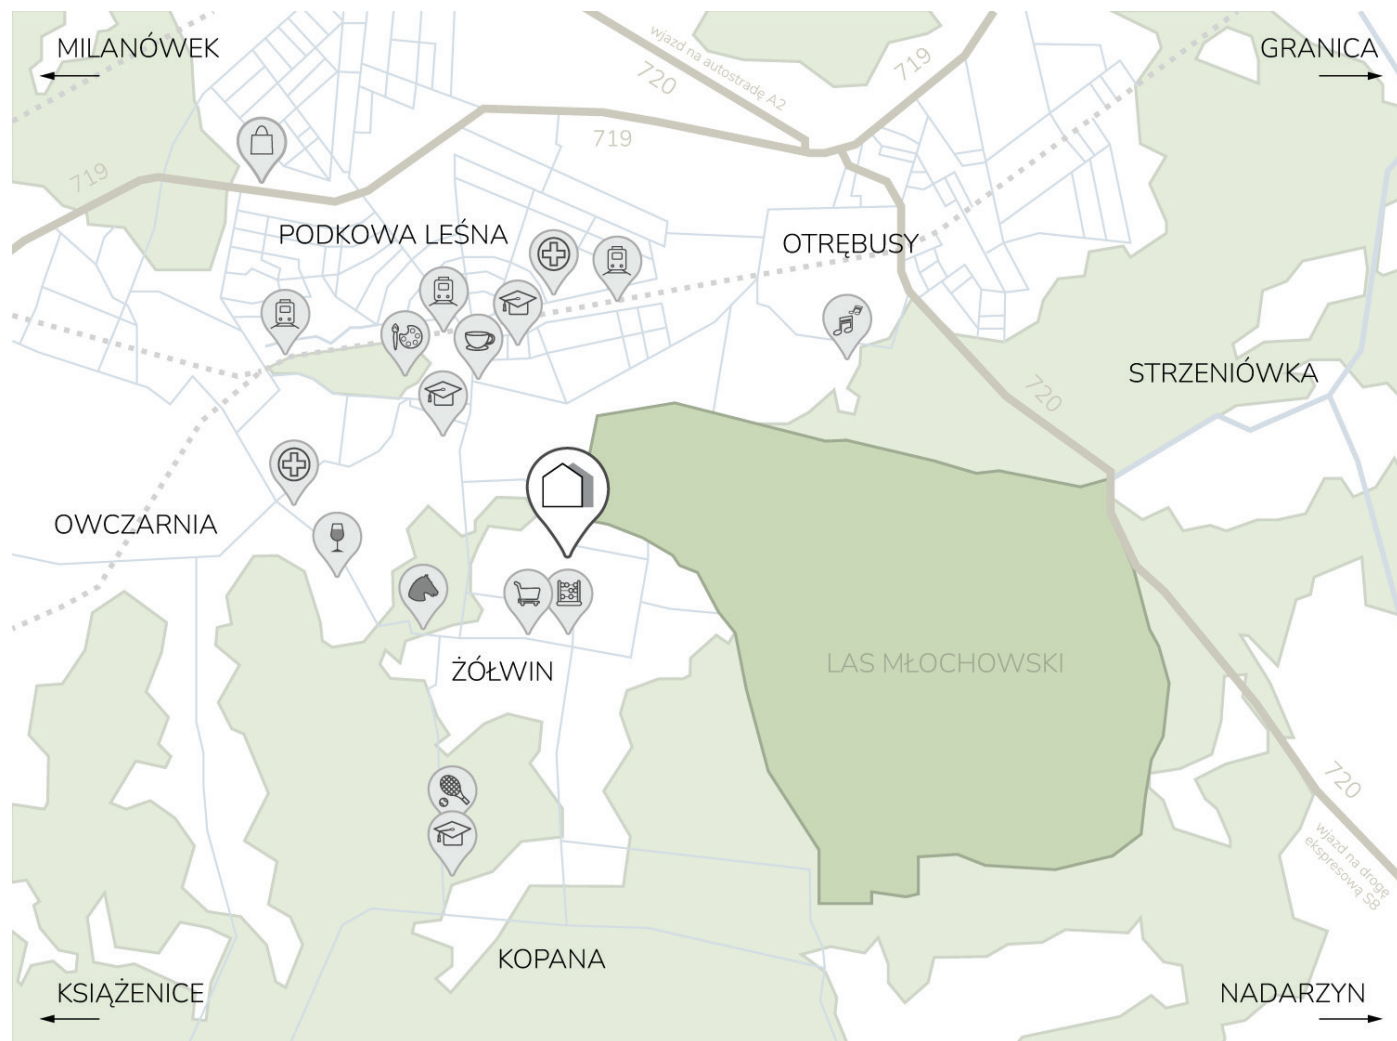 MILANÓWEK
GRANICA
wjazd na autostradę A2
720
719
719
719
PODKOWA LEŚNA
OTRĘBUSY
STRZENIÓWKA
720
OWCZARNIA
ŻÓŁWIN
LAS MŁOCHOWSKI
720
wjazd na drogę
ekspresową S8
KOPANA
KSIĄŻENICE
NADARZYN